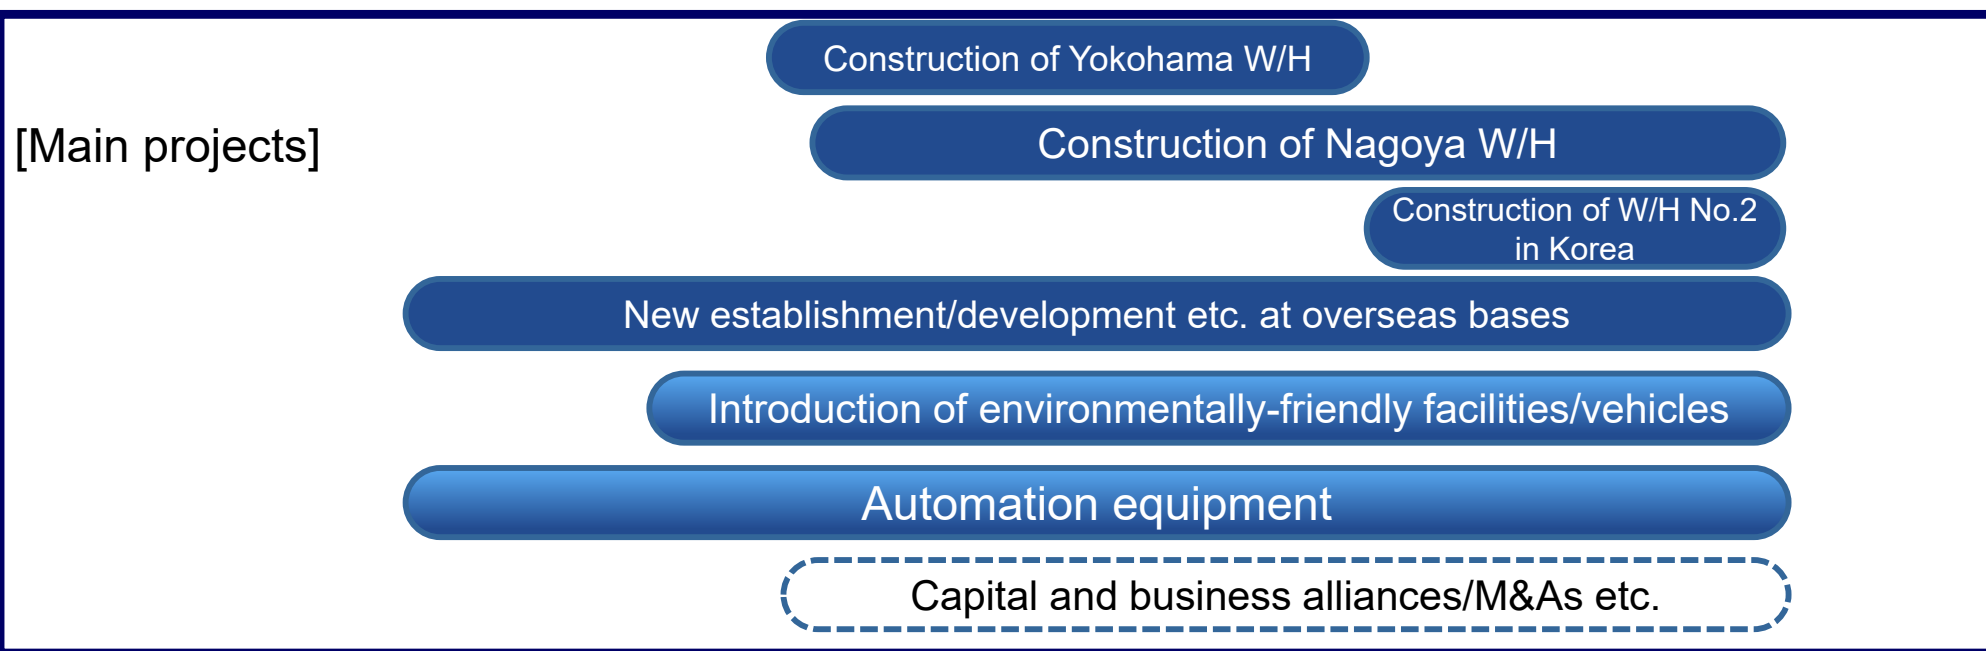 Construction of Yokohama W/H
[Main projects]
Construction of Nagoya W/H
Construction of W/H No.2
in Korea
New establishment/development etc. at overseas bases
Introduction of environmentally-friendly facilities/vehicles
Automation equipment
Capital and business alliances/M&As etc.